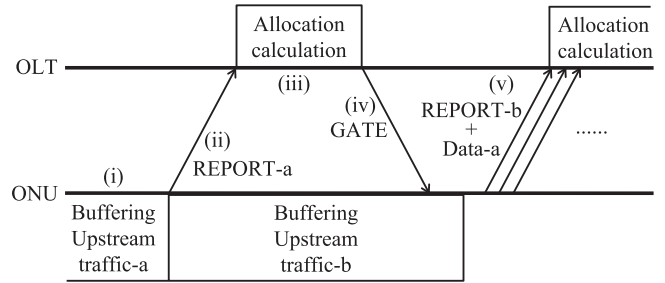 Allocation
calculation
Allocation
calculation
OLT
(iii)
(v)
(iv)
GATE
REPORT-b
+
Data-a
......
(ii)
REPORT-a
(i)
ONU
Buffering
Upstream
traffic-a
Buffering
Upstream
traffic-b